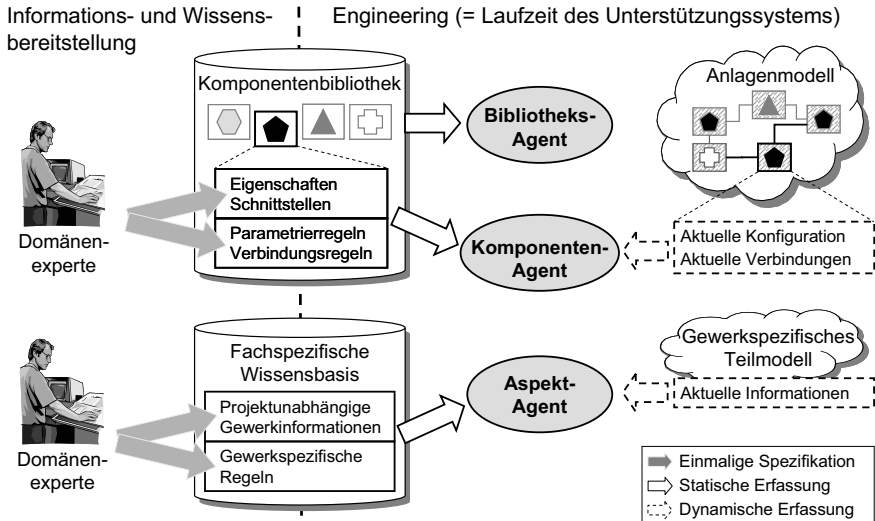 Informations- und Wissens-
bereitstellung
Engineering (= Laufzeit des Unterstützungssystems)
Komponentenbibliothek
Eigenschaften
Schnittstellen
Parametrierregeln
Verbindungsregeln
Domänen-
experte
Bibliotheks-
Agent
Komponenten-
Agent
Anlagenmodell
Aktuelle Konfiguration
Aktuelle Verbindungen
Fachspezifische
Wissensbasis
Projektunabhängige
Gewerkinformationen
Gewerkspezifische
Regeln
Domänen-
experte
Aspekt-
Agent
Gewerkspezifisches
Teilmodell
Aktuelle Informationen
Einmalige Spezifikation
Statische Erfassung
Dynamische Erfassung